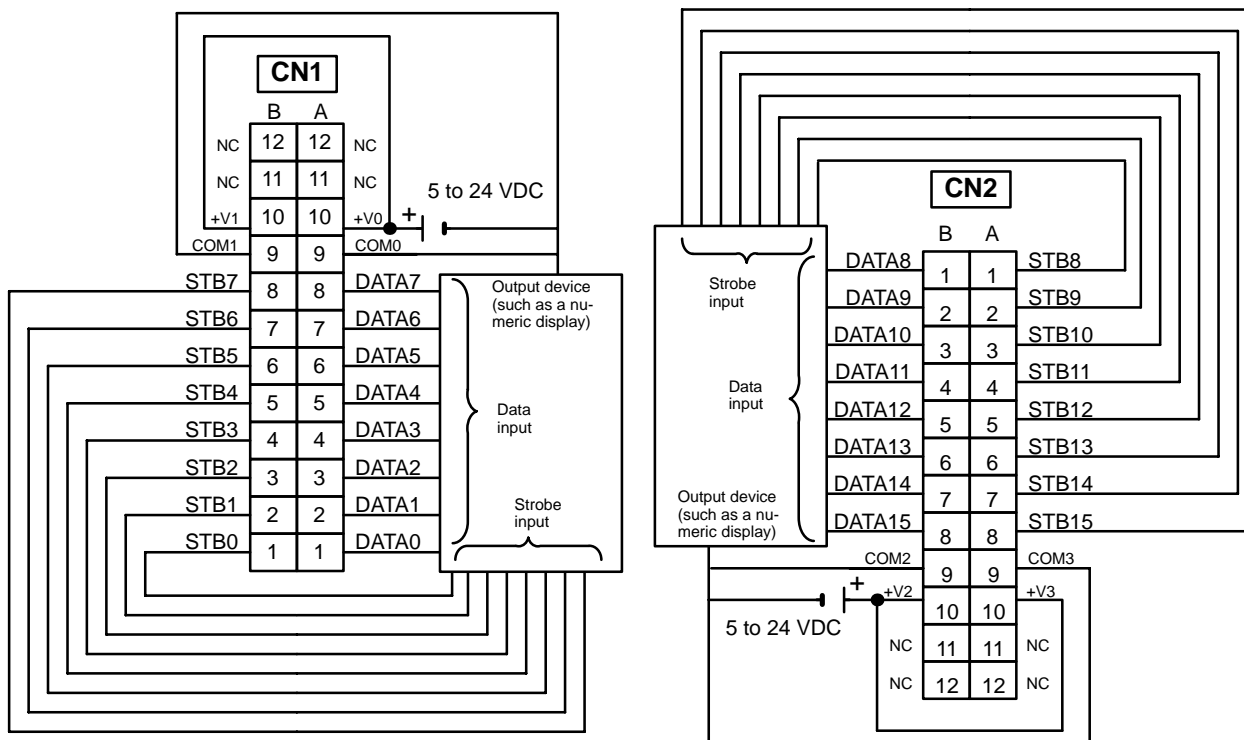 CN1
B A
NC 12 12 NC
NC 11 11 NC
5 to 24 VDC
+V1 10 10 +V0 +
COM1 9 9 COM0
STB7 8 8 DATA7
Output device
(such as a nu-
meric display)
STB6 7 7 DATA6
STB5 6 6 DATA5
STB4 5 5 DATA4
Data
input
STB3 4 4 DATA3
STB2 3 3 DATA2
STB1 2 2 DATA1
Strobe
input
STB0 1 1 DATA0
CN2
B A
Strobe
input
DATA8 1 1 STB8
DATA9 2 2 STB9
DATA10 3 3 STB10
DATA11 4 4 STB11
Data
input
DATA12 5 5 STB12
DATA13 6 6 STB13
DATA14 7 7 STB14
Output device
(such as a nu-
meric display)
DATA15 8 8 STB15
COM2 9 9 COM3
+ +V2 10 10 +V3
5 to 24 VDC
NC 11 11 NC
NC 12 12 NC